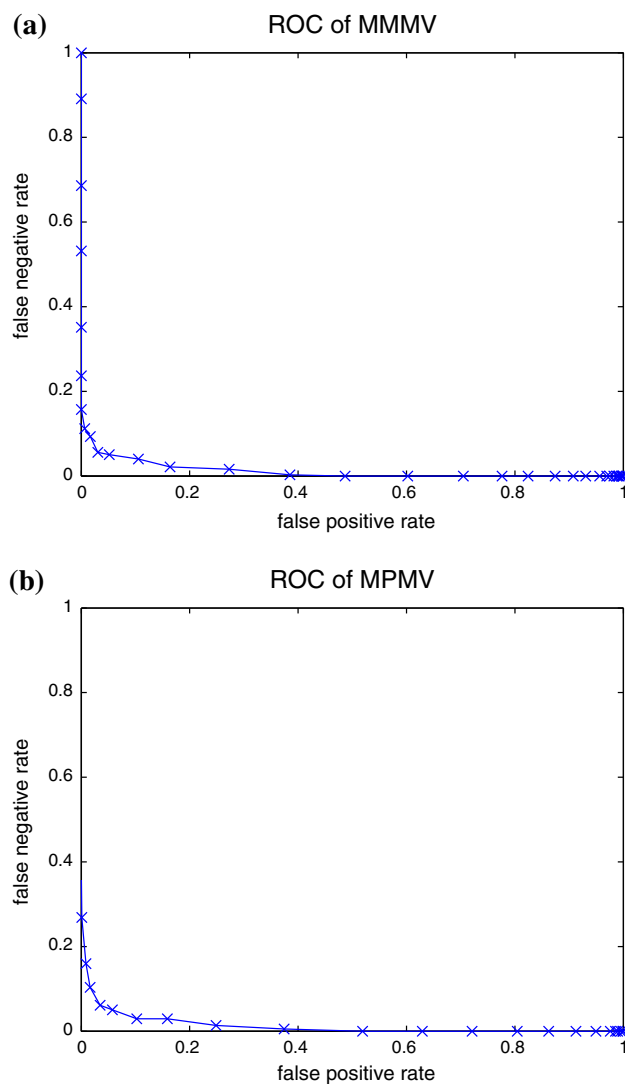 (a)
ROC of MMMV
1
0.8
0.6
0.4
0.2
0
false negative rate
0 0.2 0.4 0.6 0.8 1
false positive rate
(b)
ROC of MPMV
1
0.8
0.6
0.4
0.2
0
false negative rate
0 0.2 0.4 0.6 0.8 1
false positive rate